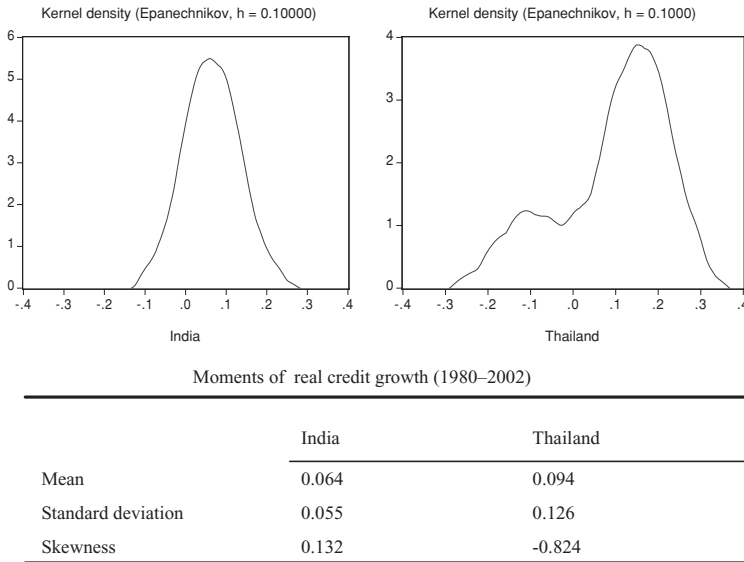 Kernel density (Epanechnikov, h = 0.10000)
6
5
4
3
2
1
0
-.4 -.3 -.2 -.1 .0 .1 .2 .3 .4
India
Kernel density (Epanechnikov, h = 0.1000)
4
3
2
1
0
-.4 -.3 -.2 -.1 .0 .1 .2 .3 .4
Thailand
Moments of real credit growth (1980–2002)
India Thailand
Mean 0.064 0.094
Standard deviation 0.055 0.126
Skewness 0.132 -0.824